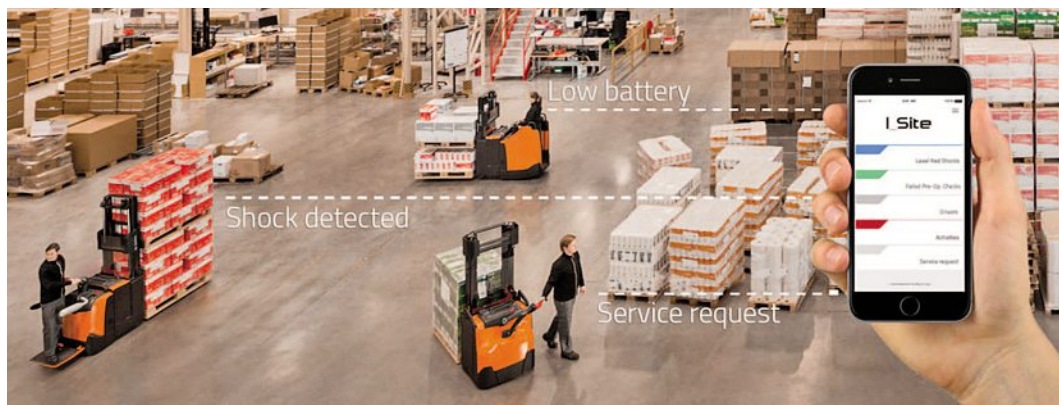 Low battery
Shock detected
Service request
I_Site
Level Red Shocks
Failed Pre-Op Checks
Drivers
Activities
Service request